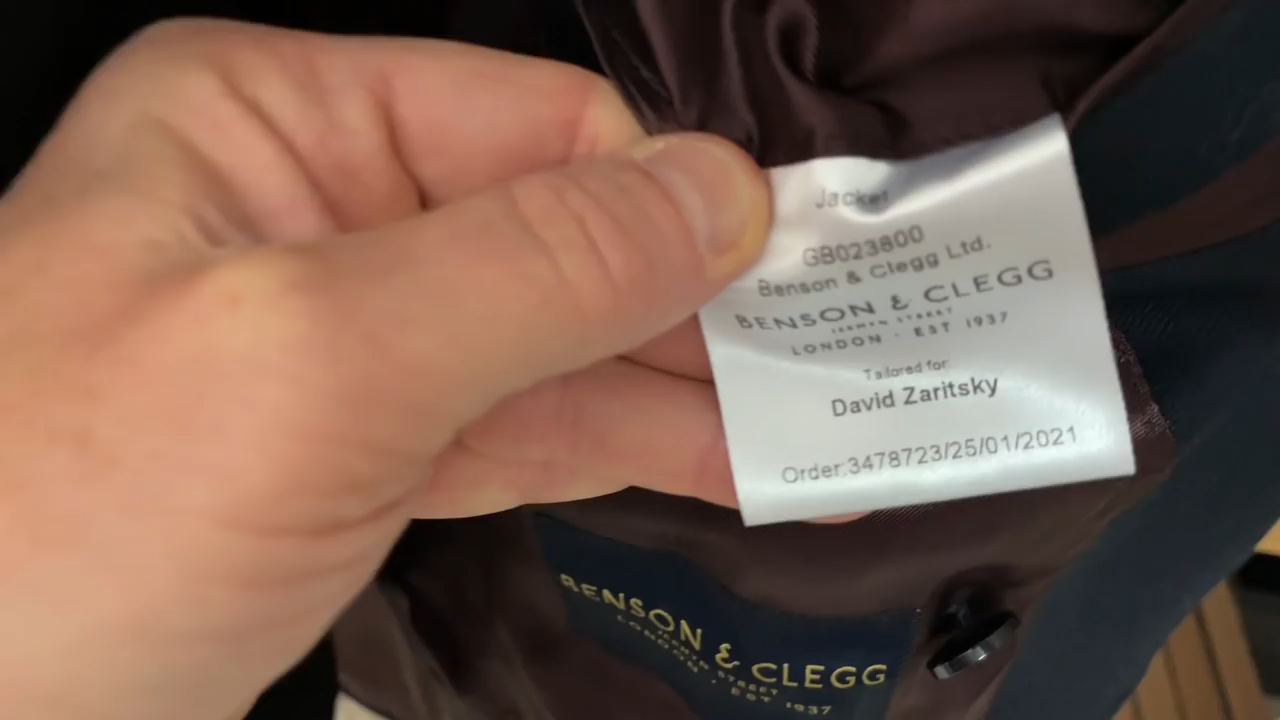 Jacket
GB023800
Benson & Clegg Ltd.
BENSON & CLEGG
JERMYN STREET
LONDON · EST 1937
Tailored for:
David Zaritsky
Order:3478723/25/01/2021
BENSON & CLEGG
JERMYN STREET
LONDON · EST 1937